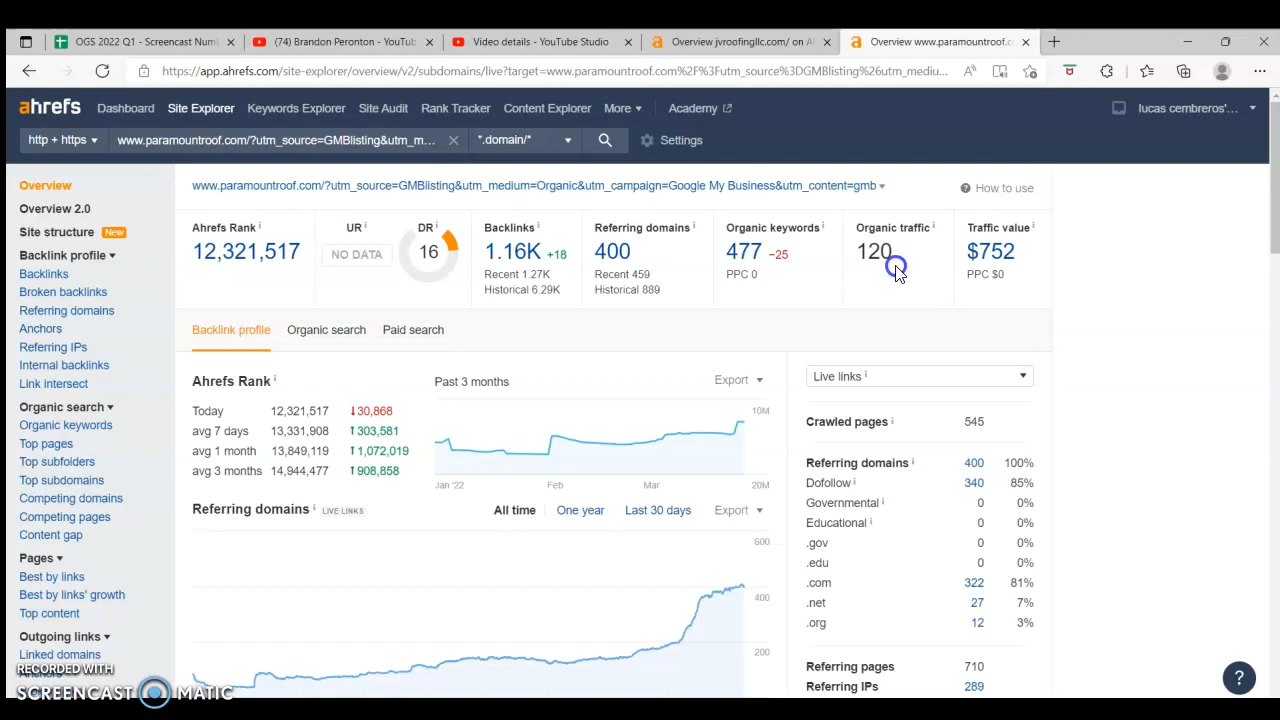 OGS 2022 Q1 - Screencast Num
(74) Brandon Peronton - YouTu
Video details - YouTube Studio
Overview jvroofingllc.com/ on A
Overview www.paramountroof.c
https://app.ahrefs.com/site-explorer/overview/v2/subdomains/live?target=www.paramountroof.com%2F%3Futm_source%3DGMBlisting%26utm_mediu...
ahrefs
Dashboard
Site Explorer
Keywords Explorer
Site Audit
Rank Tracker
Content Explorer
More
Academy
lucas cembreros'...
http + https
www.paramountroof.com/?utm_source=GMBlisting&utm_m...
*.domain/*
Settings
Overview
Overview 2.0
Site structure New
Backlink profile
Backlinks
Broken backlinks
Referring domains
Anchors
Referring IPs
Internal backlinks
Link intersect
Organic search
Organic keywords
Top pages
Top subfolders
Top subdomains
Competing domains
Competing pages
Content gap
Pages
Best by links
Best by links' growth
Top content
Outgoing links
Linked domains
www.paramountroof.com/?utm_source=GMBlisting&utm_medium=Organic&utm_campaign=Google My Business&utm_content=gmb
How to use
Ahrefs Rank
12,321,517
UR
NO DATA
DR
16
Backlinks
1.16K +18
Recent 1.27K
Historical 6.29K
Referring domains
400
Recent 459
Historical 889
Organic keywords
477 −25
PPC 0
Organic traffic
120
Traffic value
$752
PPC $0
Backlink profile
Organic search
Paid search
Ahrefs Rank
Past 3 months
Export
Today 12,321,517 ↓30,868
avg 7 days 13,331,908 ↑303,581
avg 1 month 13,849,119 ↑1,072,019
avg 3 months 14,944,477 ↑908,858
10M
20M
Jan '22 Feb Mar
Referring domains LIVE LINKS
All time
One year
Last 30 days
Export
600
400
200
Live links
Crawled pages 545
Referring domains 400 100%
Dofollow 340 85%
Governmental 0 0%
Educational 0 0%
.gov 0 0%
.edu 0 0%
.com 322 81%
.net 27 7%
.org 12 3%
Referring pages 710
Referring IPs 289
?
RECORDED WITH
SCREENCAST MATIC